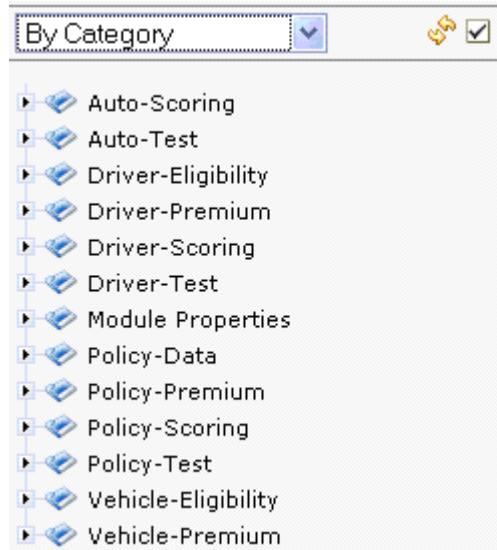 By Category
Auto-Scoring
Auto-Test
Driver-Eligibility
Driver-Premium
Driver-Scoring
Driver-Test
Module Properties
Policy-Data
Policy-Premium
Policy-Scoring
Policy-Test
Vehicle-Eligibility
Vehicle-Premium